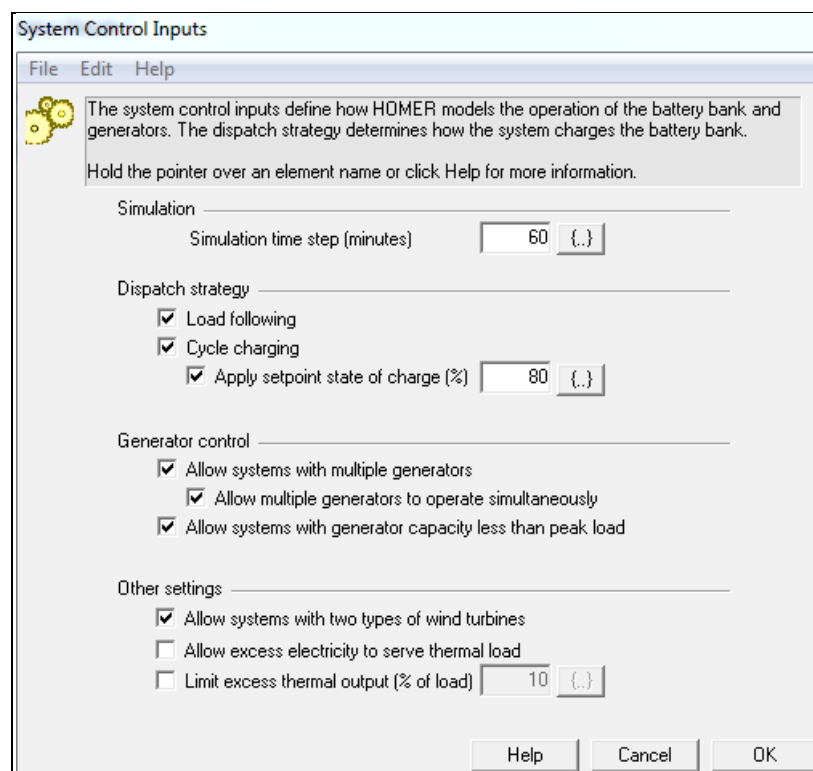 System Control Inputs
File Edit Help
The system control inputs define how HOMER models the operation of the battery bank and
generators. The dispatch strategy determines how the system charges the battery bank.
Hold the pointer over an element name or click Help for more information.
Simulation
Simulation time step (minutes) 60 {..}
Dispatch strategy
Load following
Cycle charging
Apply setpoint state of charge (%) 80 {..}
Generator control
Allow systems with multiple generators
Allow multiple generators to operate simultaneously
Allow systems with generator capacity less than peak load
Other settings
Allow systems with two types of wind turbines
Allow excess electricity to serve thermal load
Limit excess thermal output (% of load) 10 {..}
Help Cancel OK